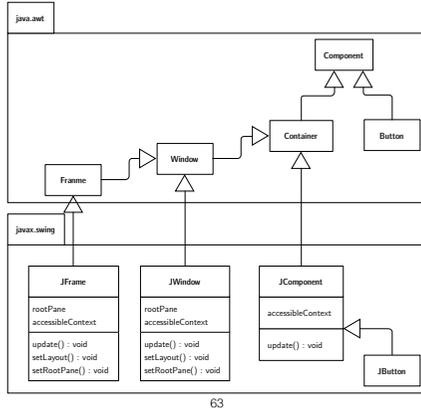 java.awt
Component
Container
Button
Window
Franme
javax.swing
JFrame
rootPane
accessibleContext
update() : void
setLayout() : void
setRootPane() : void
JWindow
rootPane
accessibleContext
update() : void
setLayout() : void
setRootPane() : void
JComponent
accessibleContext
update() : void
JButton
63